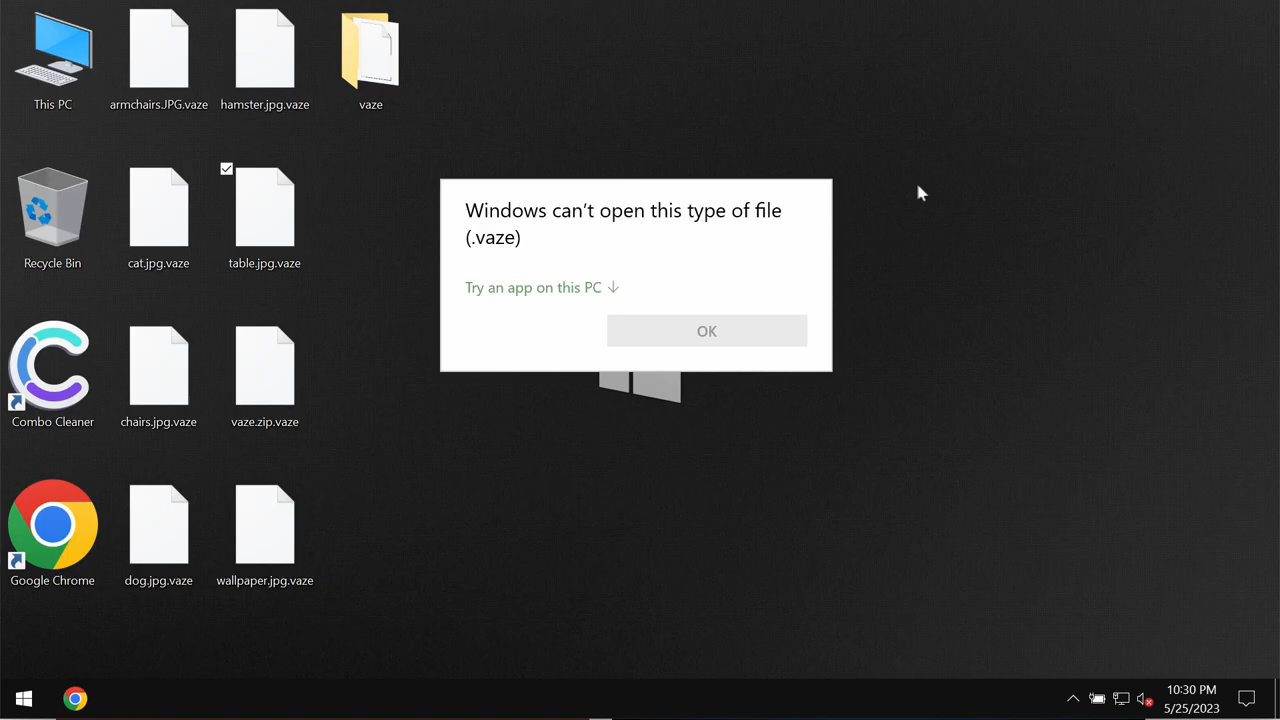 This PC
armchairs.JPG.vaze
hamster.jpg.vaze
vaze
Recycle Bin
cat.jpg.vaze
table.jpg.vaze
Combo Cleaner
chairs.jpg.vaze
vaze.zip.vaze
Google Chrome
dog.jpg.vaze
wallpaper.jpg.vaze
Windows can't open this type of file
(.vaze)
Try an app on this PC
OK
10:30 PM
5/25/2023